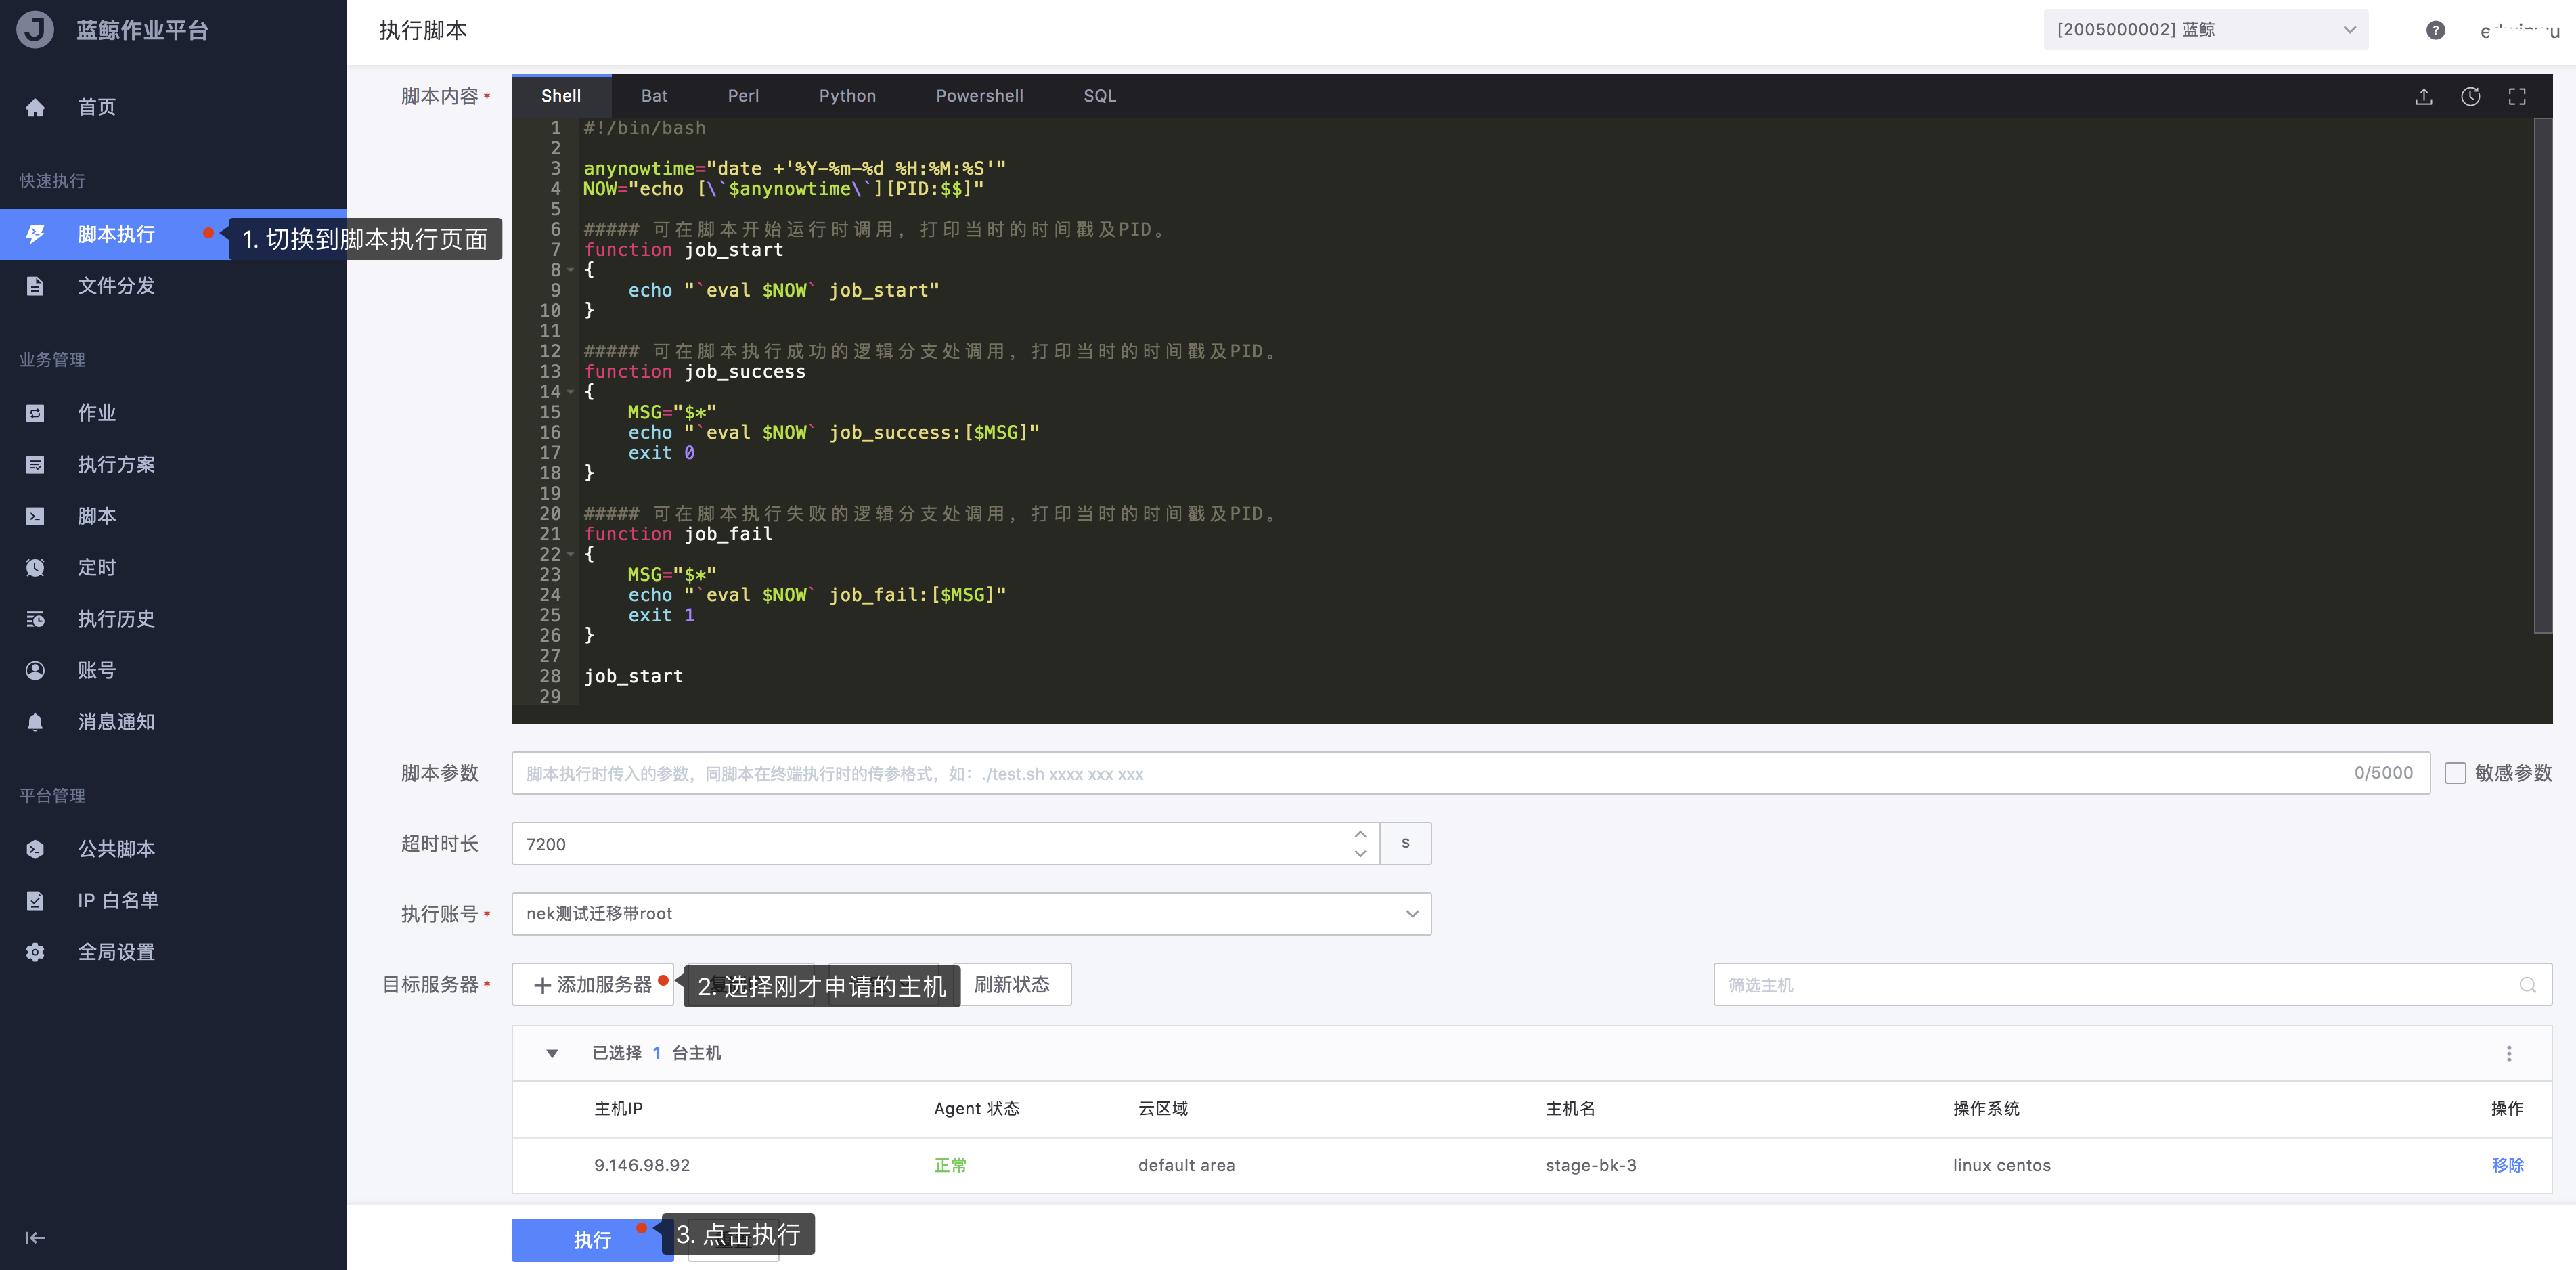 蓝鲸作业平台
首页
快速执行
脚本执行
1. 切换到脚本执行页面
文件分发
业务管理
作业
执行方案
脚本
定时
执行历史
账号
消息通知
平台管理
公共脚本
IP 白名单
全局设置
执行脚本
[2005000002] 蓝鲸
脚本内容 *
Shell Bat Perl Python Powershell SQL
1 #!/bin/bash
2
3 anynowtime="date +'%Y-%m-%d %H:%M:%S'"
4 NOW="echo [\`$anynowtime\`][PID:$$]"
5
6 ##### 可在脚本开始运行时调用，打印当时的时间戳及PID。
7 function job_start
8 {
9     echo "`eval $NOW` job_start"
10 }
11
12 ##### 可在脚本执行成功的逻辑分支处调用，打印当时的时间戳及PID。
13 function job_success
14 {
15     MSG="$*"
16     echo "`eval $NOW` job_success:[$MSG]"
17     exit 0
18 }
19
20 ##### 可在脚本执行失败的逻辑分支处调用，打印当时的时间戳及PID。
21 function job_fail
22 {
23     MSG="$*"
24     echo "`eval $NOW` job_fail:[$MSG]"
25     exit 1
26 }
27
28 job_start
29
脚本参数 脚本执行时传入的参数，同脚本在终端执行时的传参格式，如：./test.sh xxxx xxx xxx 0/5000 敏感参数
超时时长 7200 s
执行账号 * nek测试迁移带root
目标服务器 * 添加服务器 2. 选择刚才申请的主机 刷新状态 筛选主机
已选择 1 台主机
主机IP Agent 状态 云区域 主机名 操作系统 操作
9.146.98.92 正常 default area stage-bk-3 linux centos 移除
执行 3. 点击执行